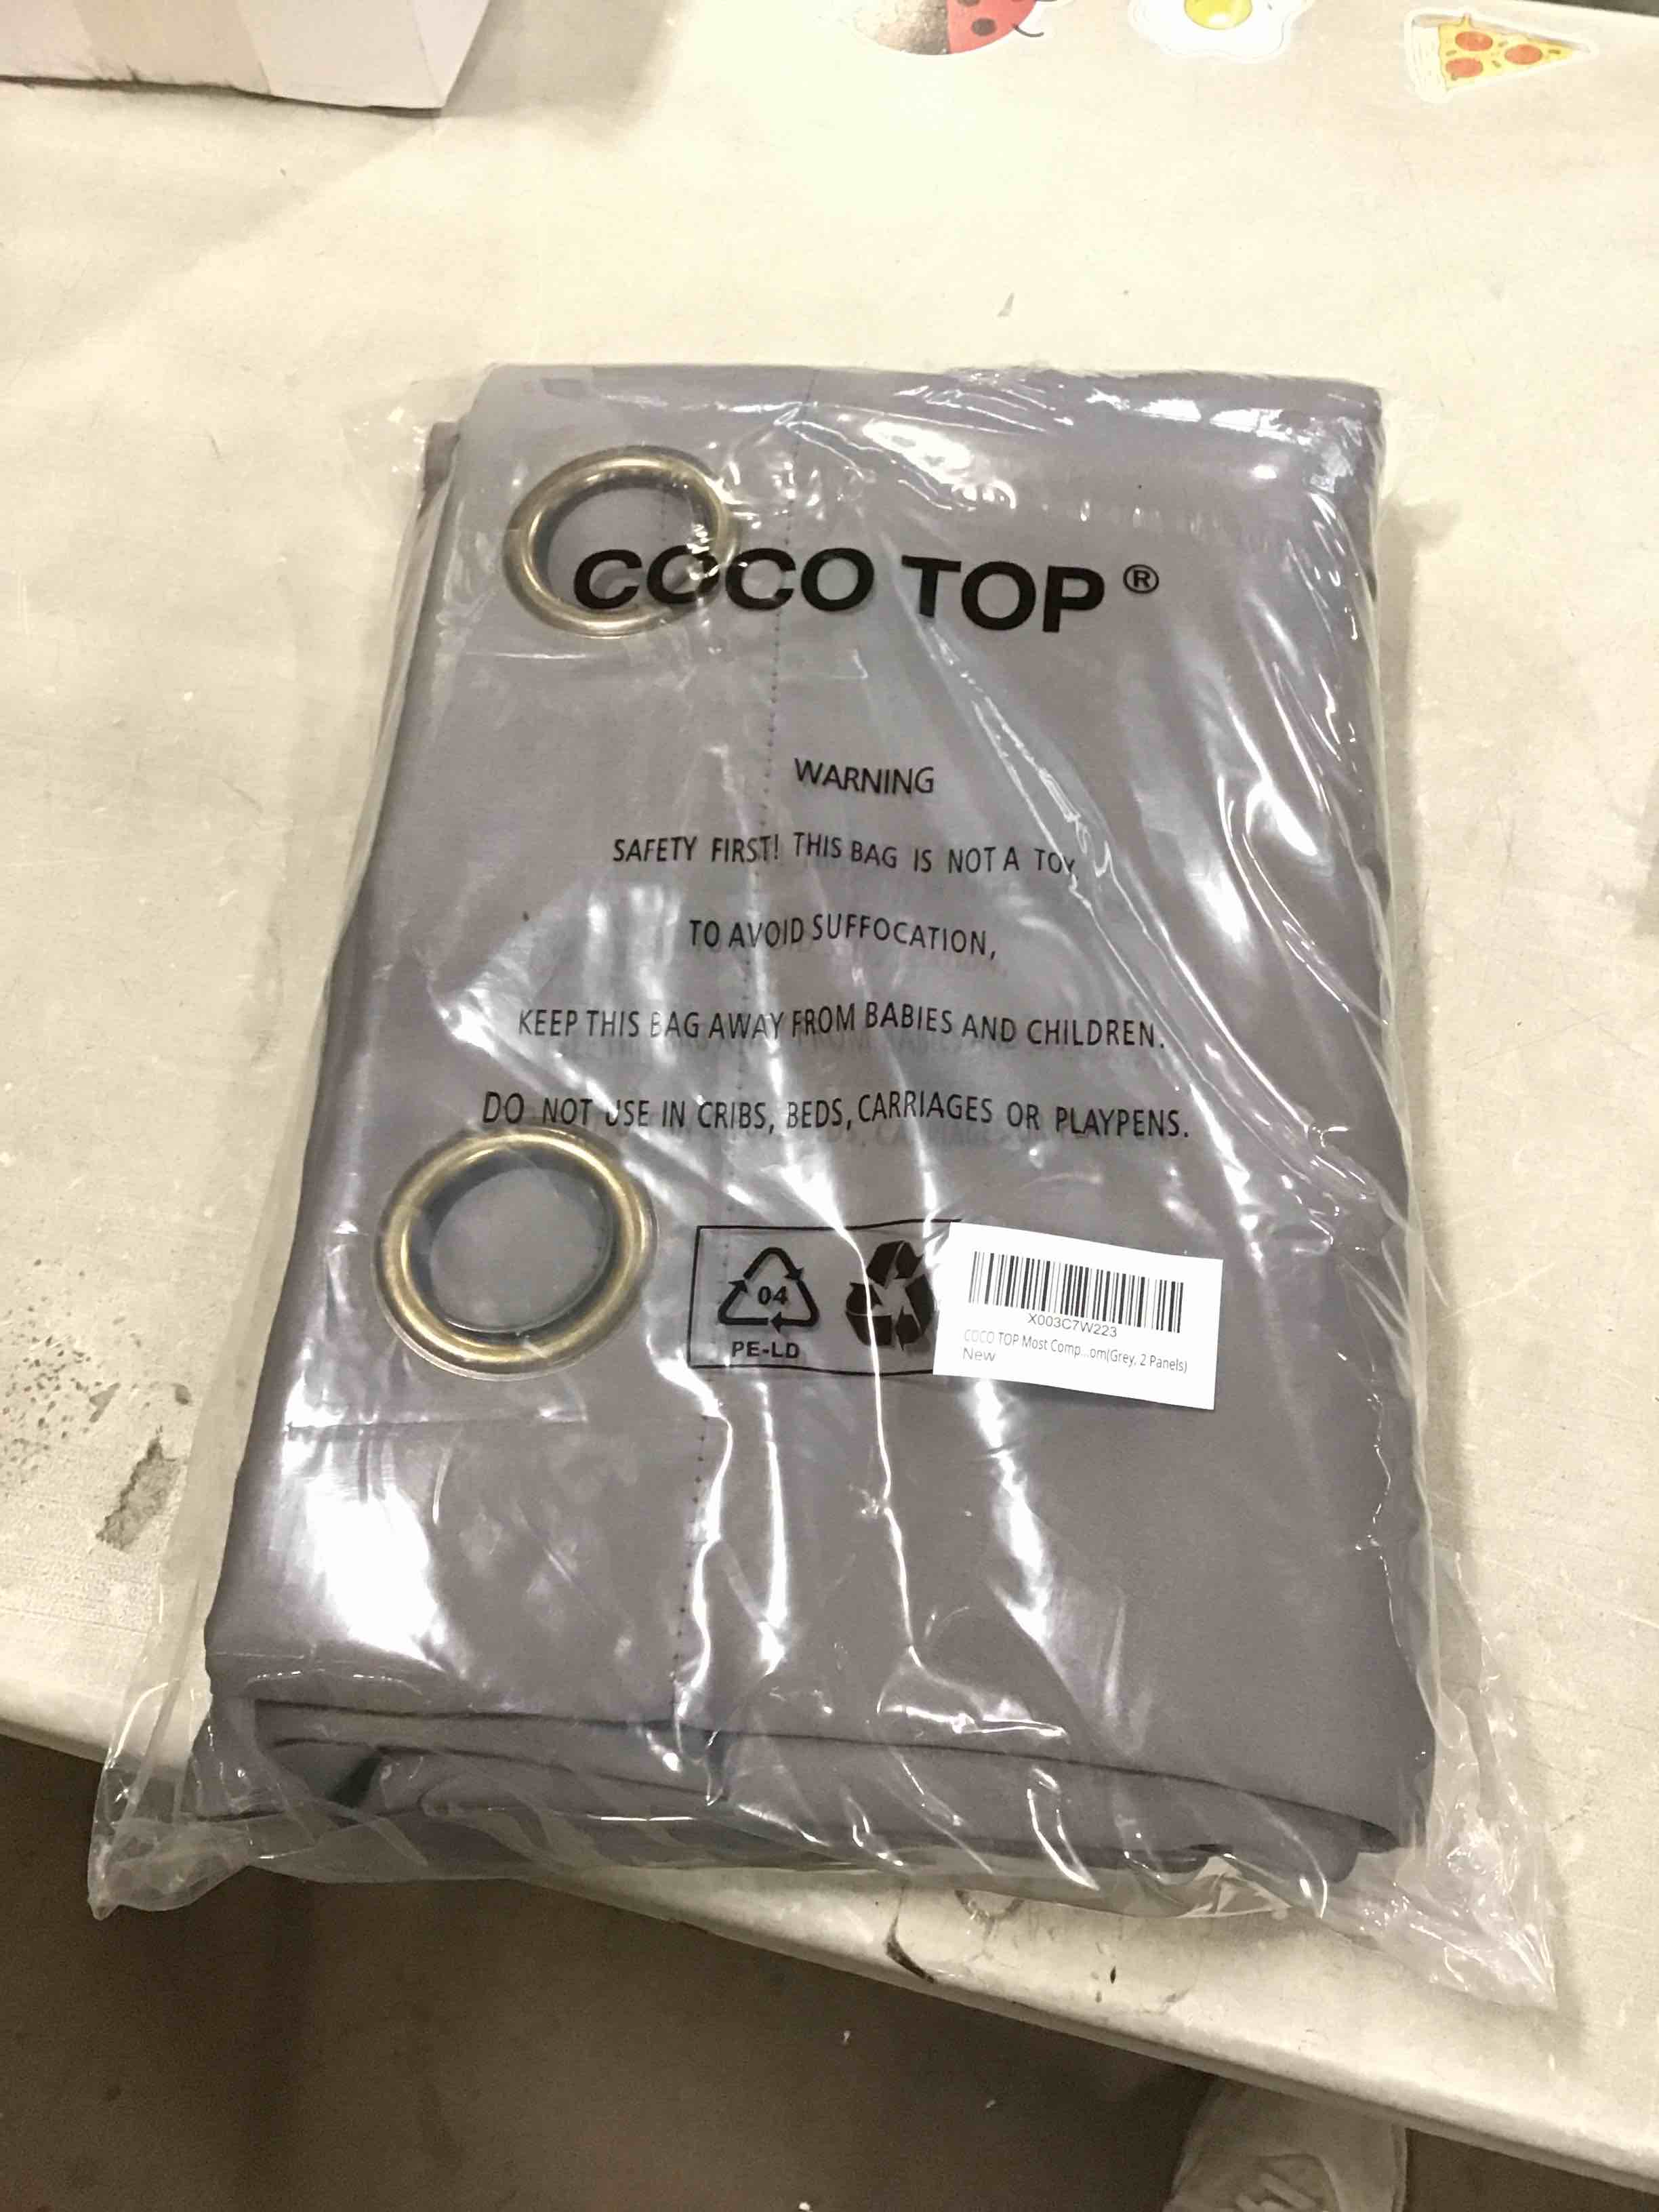 COCO TOP ®
WARNING
SAFETY FIRST! THIS BAG IS NOT A TOY
TO AVOID SUFFOCATION,
KEEP THIS BAG AWAY FROM BABIES AND CHILDREN.
DO NOT USE IN CRIBS, BEDS, CARRIAGES OR PLAYPENS.
04
PE-LD
X003C7W223
COCO TOP Most Comp...om(Grey, 2 Panels)
New